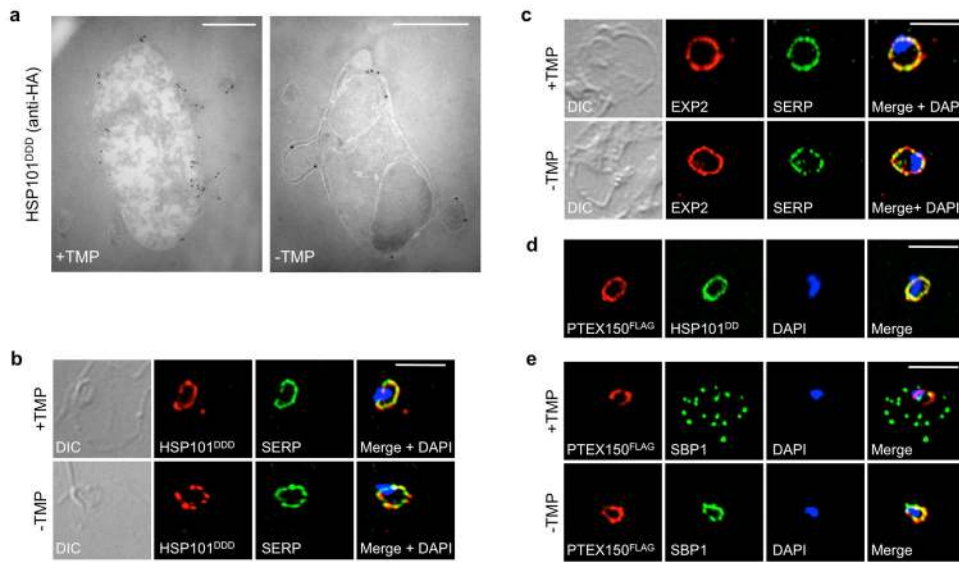 a
HSP101DDD (anti-HA)
+TMP
-TMP
b
+TMP
DIC
HSP101DDD
SERP
Merge + DAPI
-TMP
DIC
HSP101DDD
SERP
Merge + DAPI
c
+TMP
DIC
EXP2
SERP
Merge + DAPI
-TMP
DIC
EXP2
SERP
Merge+ DAPI
d
PTEX150FLAG
HSP101DD
DAPI
Merge
e
+TMP
PTEX150FLAG
SBP1
DAPI
Merge
-TMP
PTEX150FLAG
SBP1
DAPI
Merge